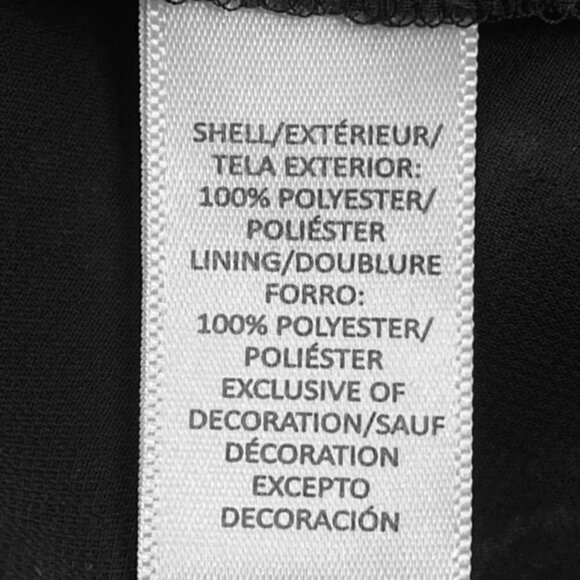 SHELL/EXTÉRIEUR/
TELA EXTERIOR:
100% POLYESTER/
POLIÉSTER
LINING/DOUBLURE
FORRO:
100% POLYESTER/
POLIÉSTER
EXCLUSIVE OF
DECORATION/SAUF
DÉCORATION
EXCEPTO
DECORACIÓN